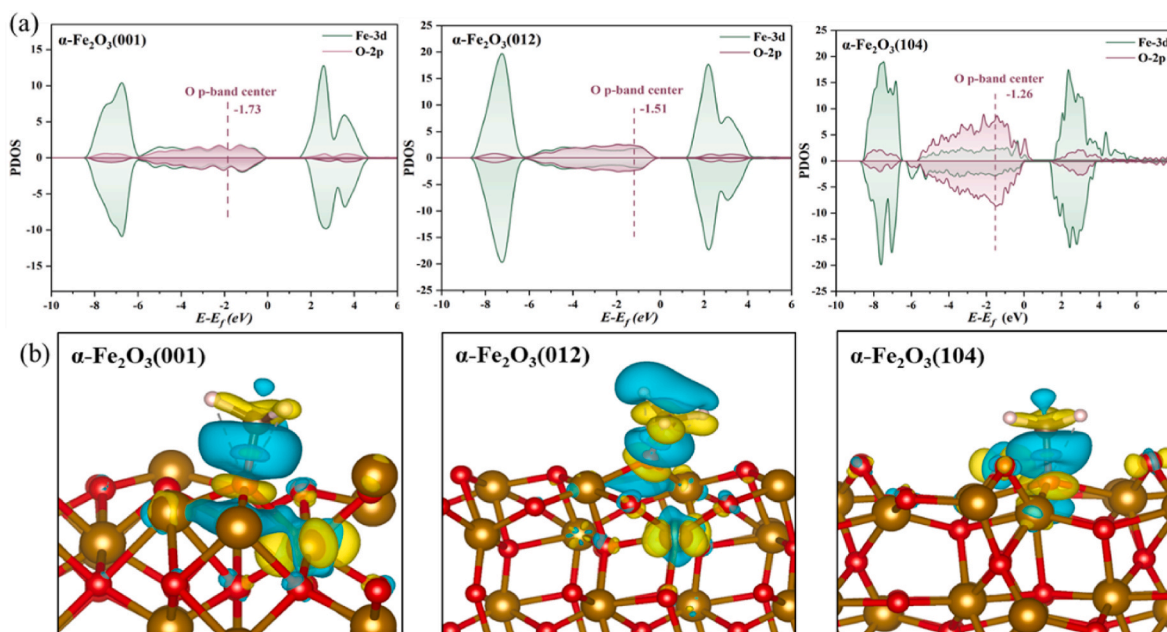 (a)
α-Fe₂O₃(001)
Fe-3d
O-2p
O p-band center
-1.73
PDOS
15
10
5
0
-5
-10
-15
-10 -8 -6 -4 -2 0 2 4 6
E-E_f (eV)
α-Fe₂O₃(012)
Fe-3d
O-2p
O p-band center
-1.51
PDOS
25
20
15
10
5
0
-5
-10
-15
-20
-25
-10 -8 -6 -4 -2 0 2 4 6
E-E_f (eV)
α-Fe₂O₃(104)
Fe-3d
O-2p
O p-band center
-1.26
PDOS
25
20
15
10
5
0
-5
-10
-15
-20
-25
-10 -8 -6 -4 -2 0 2 4 6
E-E_f (eV)
(b)
α-Fe₂O₃(001)
α-Fe₂O₃(012)
α-Fe₂O₃(104)